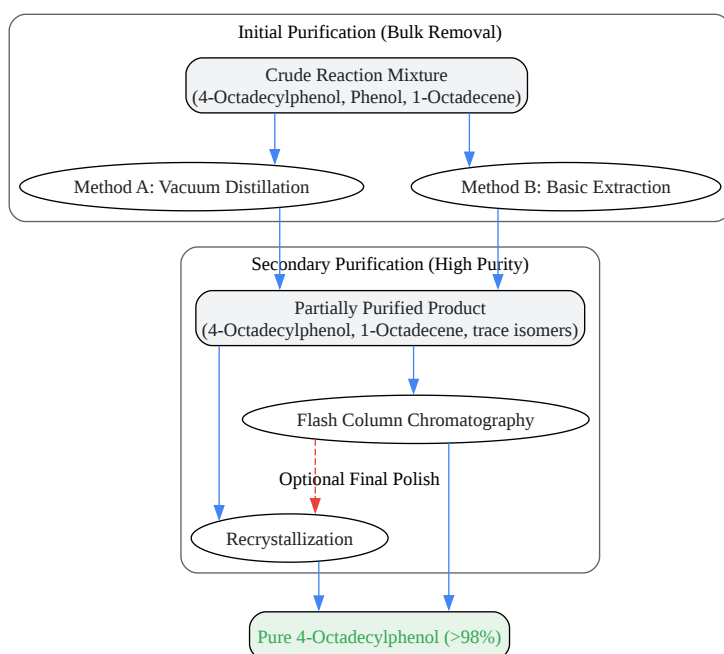 Initial Purification (Bulk Removal)
Crude Reaction Mixture
(4-Octadecylphenol, Phenol, 1-Octadecene)
Method A: Vacuum Distillation
Method B: Basic Extraction
Secondary Purification (High Purity)
Partially Purified Product
(4-Octadecylphenol, 1-Octadecene, trace isomers)
Flash Column Chromatography
Optional Final Polish
Recrystallization
Pure 4-Octadecylphenol (>98%)